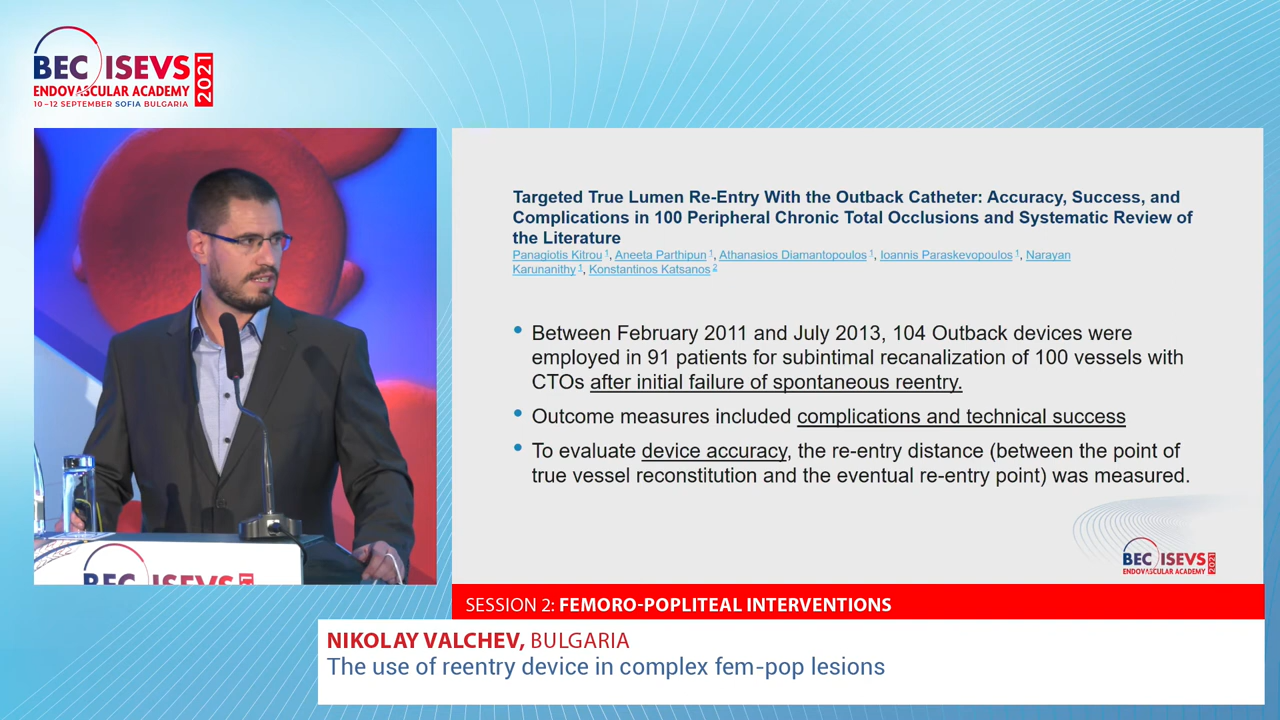 BEC ISEVS
ENDOVASCULAR ACADEMY
2021
10–12 SEPTEMBER SOFIA BULGARIA
Targeted True Lumen Re-Entry With the Outback Catheter: Accuracy, Success, and
Complications in 100 Peripheral Chronic Total Occlusions and Systematic Review of
the Literature
Panagiotis Kitrou 1, Aneeta Parthipun 1, Athanasios Diamantopoulos 1, Ioannis Paraskevopoulos 1, Narayan
Karunanithy 1, Konstantinos Katsanos 2
• Between February 2011 and July 2013, 104 Outback devices were
employed in 91 patients for subintimal recanalization of 100 vessels with
CTOs after initial failure of spontaneous reentry.
• Outcome measures included complications and technical success
• To evaluate device accuracy, the re-entry distance (between the point of
true vessel reconstitution and the eventual re-entry point) was measured.
BEC ISEVS
ENDOVASCULAR ACADEMY
2021
BEC ISEVS
SESSION 2: FEMORO-POPLITEAL INTERVENTIONS
NIKOLAY VALCHEV, BULGARIA
The use of reentry device in complex fem-pop lesions